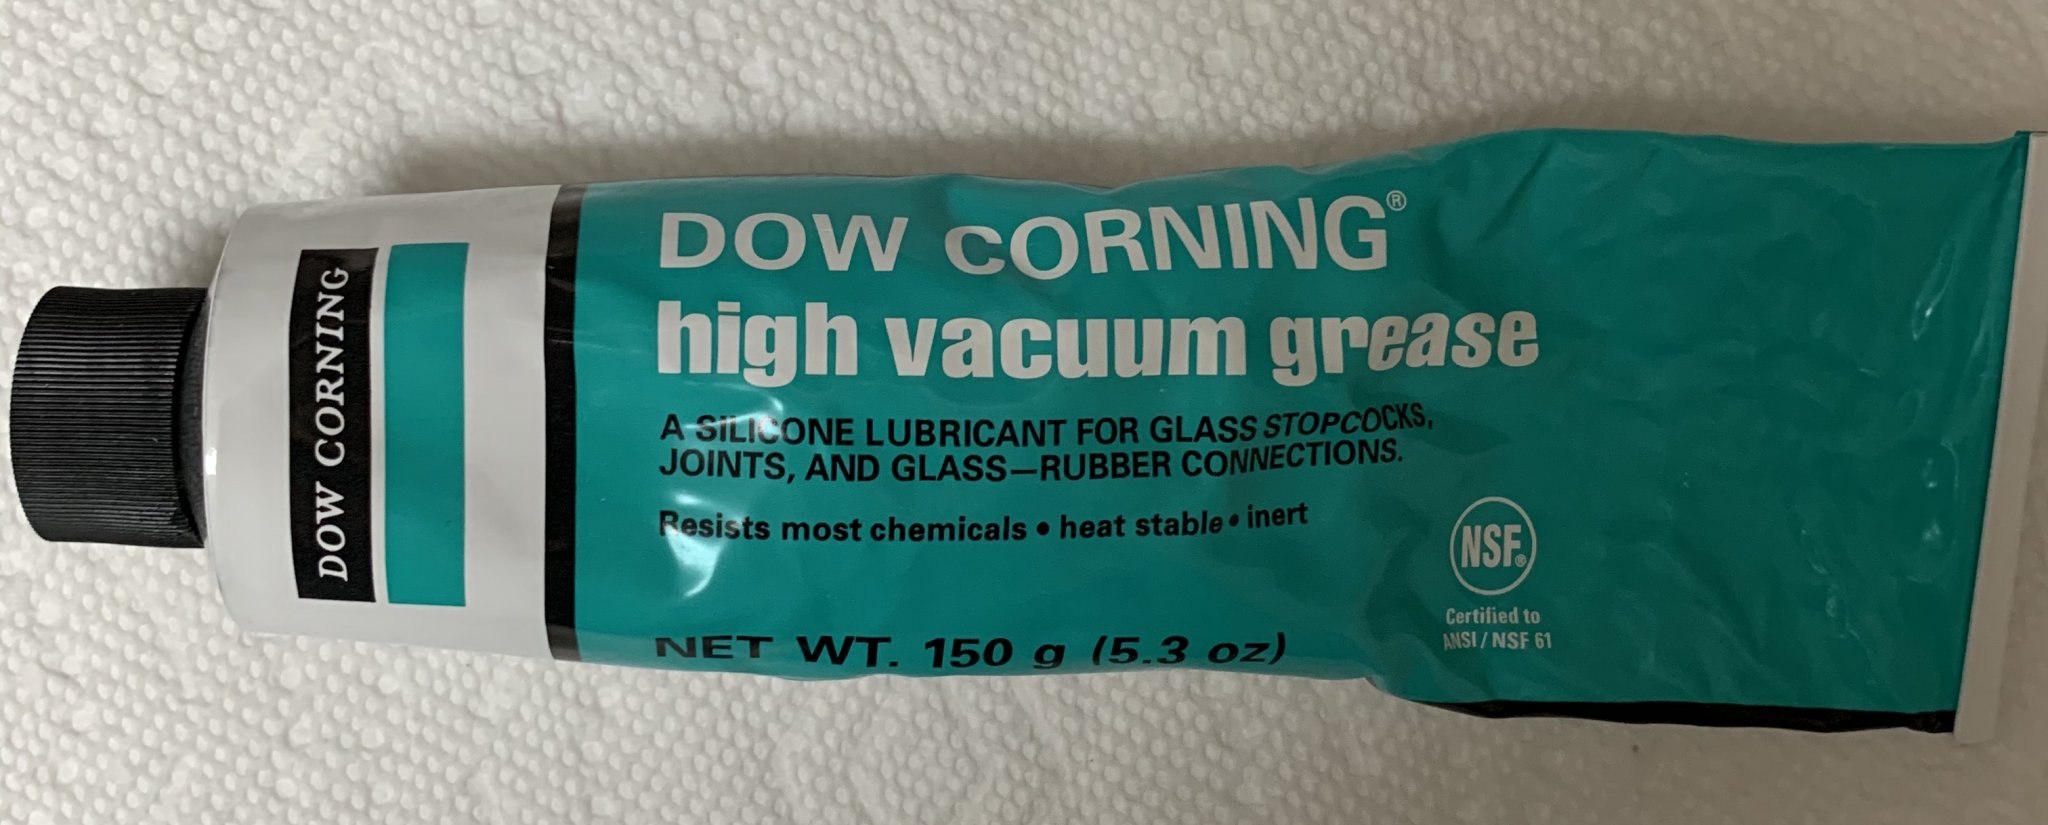 DOW CORNING
DOW CORNING®
high vacuum grease
A SILICONE LUBRICANT FOR GLASS STOPCOCKS,
JOINTS, AND GLASS—RUBBER CONNECTIONS.
Resists most chemicals • heat stable • inert
NSF®
Certified to
ANSI / NSF 61
NET WT. 150 g (5.3 oz)